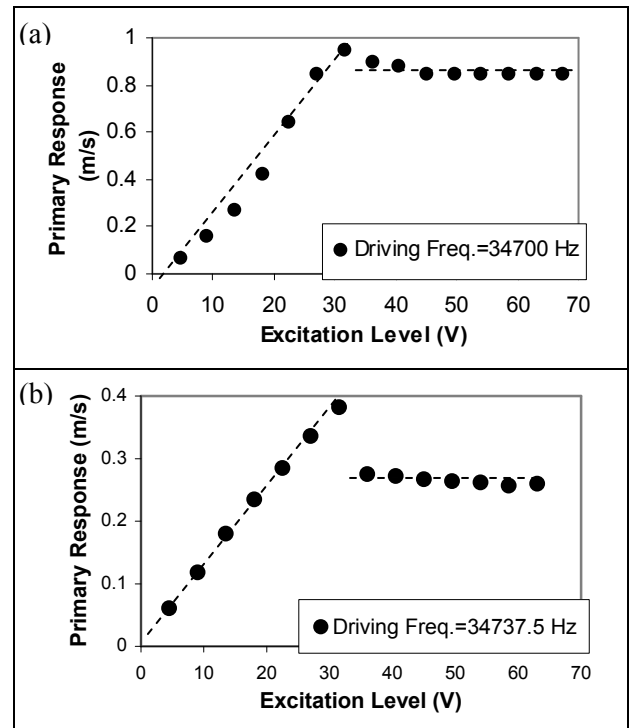 (a)
Primary Response
(m/s)
1
0.8
0.6
0.4
0.2
0
Driving Freq.=34700 Hz
0 10 20 30 40 50 60 70
Excitation Level (V)
(b)
Primary Response (m/s)
0.4
0.3
0.2
0.1
0
Driving Freq.=34737.5 Hz
0 10 20 30 40 50 60 70
Excitation Level (V)